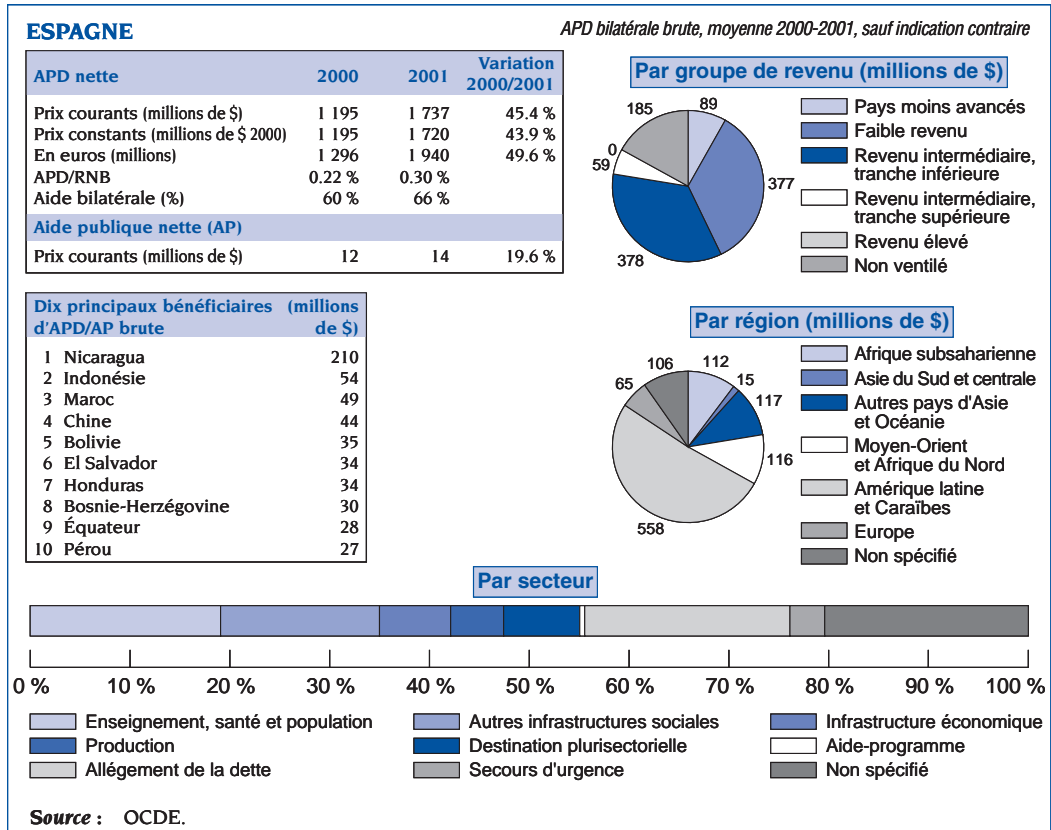 ESPAGNE
APD bilatérale brute, moyenne 2000-2001, sauf indication contraire
APD nette 2000 2001 Variation 2000/2001
Prix courants (millions de $) 1 195 1 737 45.4 %
Prix constants (millions de $ 2000) 1 195 1 720 43.9 %
En euros (millions) 1 296 1 940 49.6 %
APD/RNB 0.22 % 0.30 %
Aide bilatérale (%) 60 % 66 %
Aide publique nette (AP)
Prix courants (millions de $) 12 14 19.6 %
Par groupe de revenu (millions de $)
185
89
0
59
377
378
Pays moins avancés
Faible revenu
Revenu intermédiaire,
tranche inférieure
Revenu intermédiaire,
tranche supérieure
Revenu élevé
Non ventilé
Dix principaux bénéficiaires (millions
d'APD/AP brute de $)
1 Nicaragua 210
2 Indonésie 54
3 Maroc 49
4 Chine 44
5 Bolivie 35
6 El Salvador 34
7 Honduras 34
8 Bosnie-Herzégovine 30
9 Équateur 28
10 Pérou 27
Par région (millions de $)
106
112
15
65
117
116
558
Afrique subsaharienne
Asie du Sud et centrale
Autres pays d'Asie
et Océanie
Moyen-Orient
et Afrique du Nord
Amérique latine
et Caraïbes
Europe
Non spécifié
Par secteur
0 % 10 % 20 % 30 % 40 % 50 % 60 % 70 % 80 % 90 % 100 %
Enseignement, santé et population Autres infrastructures sociales Infrastructure économique
Production Destination plurisectorielle Aide-programme
Allégement de la dette Secours d'urgence Non spécifié
Source : OCDE.